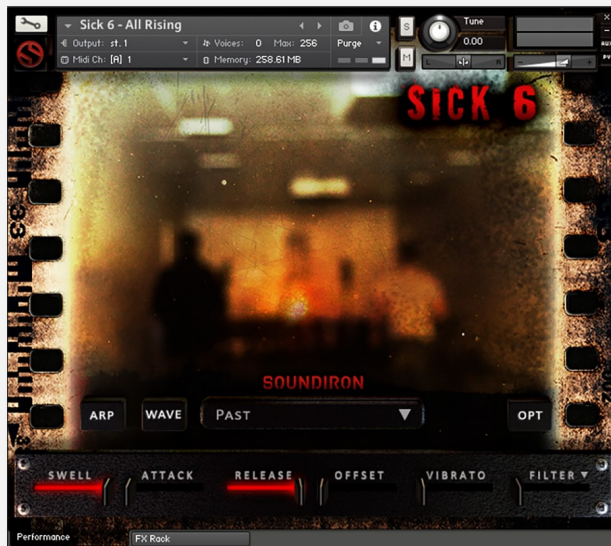 Sick 6 - All Rising
Output: st.1
Voices: 0 Max: 256
Purge
Midi Ch: [A] 1
Memory: 258.61 MB
S
M
Tune
0.00
L
R
SICK 6
33
SOUNDIRON
ARP
WAVE
PAST
OPT
SWELL
ATTACK
RELEASE
OFFSET
VIBRATO
FILTER
Performance
FX Rack